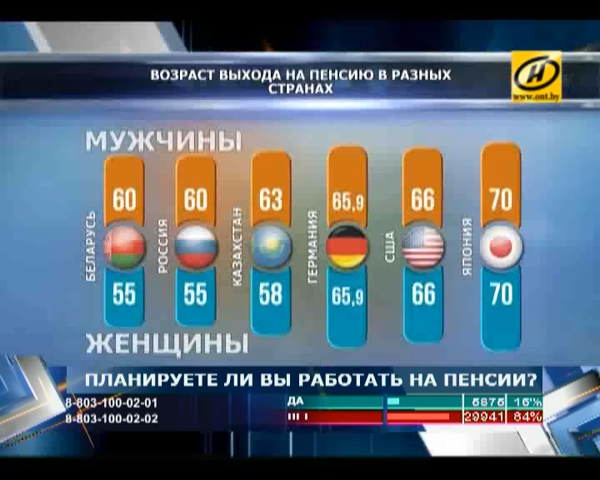 ВОЗРАСТ ВЫХОДА НА ПЕНСИЮ В РАЗНЫХ
СТРАНАХ
www.ont.by
МУЖЧИНЫ
60 60 63 65,9 66 70
БЕЛАРУСЬ РОССИЯ КАЗАХСТАН ГЕРМАНИЯ США ЯПОНИЯ
55 55 58 65,9 66 70
ЖЕНЩИНЫ
ПЛАНИРУЕТЕ ЛИ ВЫ РАБОТАТЬ НА ПЕНСИИ?
8-803-100-02-01 ДА 16%
8-803-100-02-02 84%